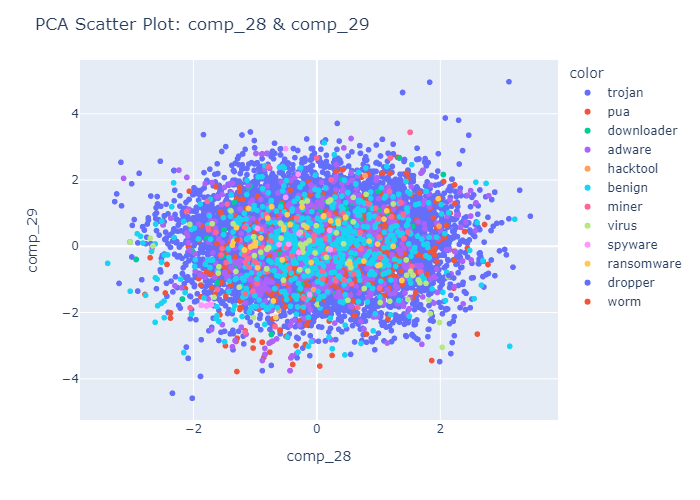 PCA Scatter Plot: comp_28 & comp_29
color
trojan
pua
downloader
adware
hacktool
benign
miner
virus
spyware
ransomware
dropper
worm
4
2
0
−2
−4
comp_29
−2
0
2
comp_28